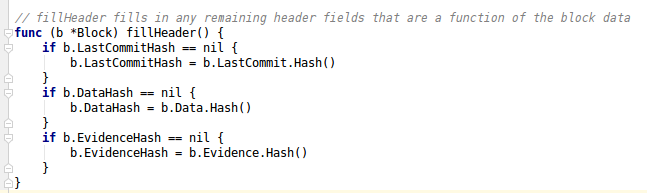 // fillHeader fills in any remaining header fields that are a function of the block data
func (b *Block) fillHeader() {
    if b.LastCommitHash == nil {
        b.LastCommitHash = b.LastCommit.Hash()
    }
    if b.DataHash == nil {
        b.DataHash = b.Data.Hash()
    }
    if b.EvidenceHash == nil {
        b.EvidenceHash = b.Evidence.Hash()
    }
}